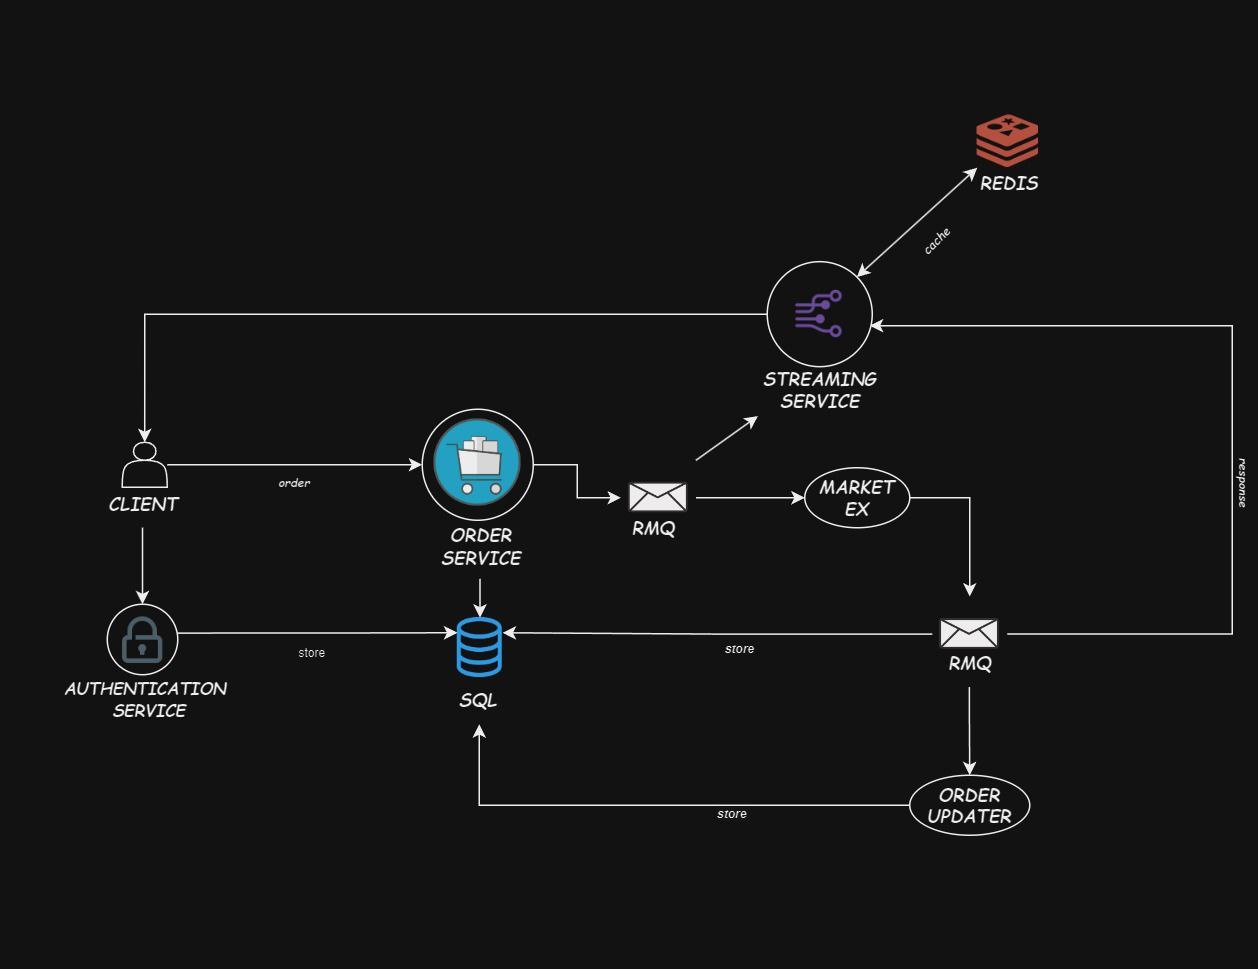 REDIS
cache
STREAMING
SERVICE
order
CLIENT
ORDER
SERVICE
RMQ
MARKET
EX
response
AUTHENTICATION
SERVICE
store
SQL
store
RMQ
ORDER
UPDATER
store